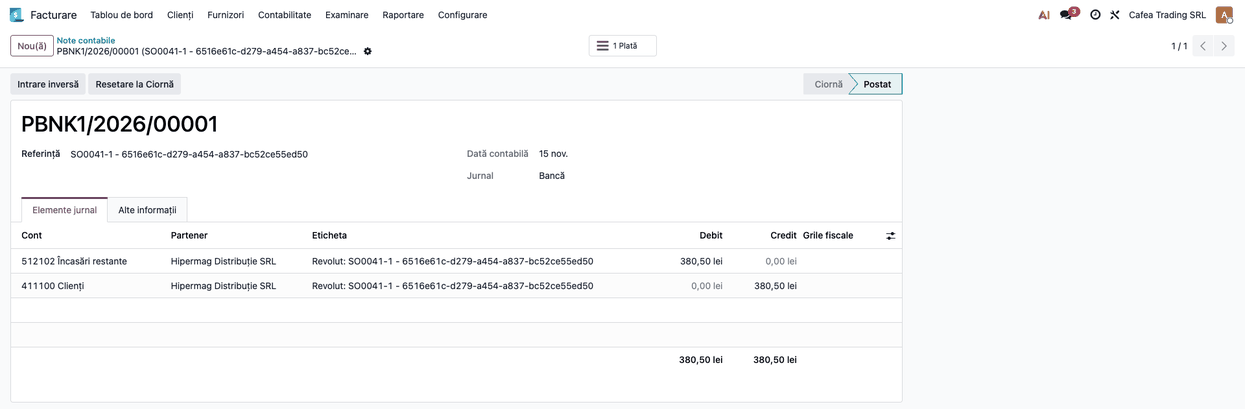 Facturare Tablou de bord Clienți Furnizori Contabilitate Examinare Raportare Configurare AI 3 Cafea Trading SRL A
Nou(ă) Note contabile 1 Plată 1 / 1
PBNK1/2026/00001 (SO0041-1 - 6516e61c-d279-a454-a837-bc52ce...
Intrare inversă Resetare la Ciornă Ciornă Postat
PBNK1/2026/00001
Referință SO0041-1 - 6516e61c-d279-a454-a837-bc52ce55ed50 Dată contabilă 15 nov.
Jurnal Bancă
Elemente jurnal Alte informații
Cont Partener Eticheta Debit Credit Grile fiscale
512102 Încasări restante Hipermag Distribuție SRL Revolut: SO0041-1 - 6516e61c-d279-a454-a837-bc52ce55ed50 380,50 lei 0,00 lei
411100 Clienți Hipermag Distribuție SRL Revolut: SO0041-1 - 6516e61c-d279-a454-a837-bc52ce55ed50 0,00 lei 380,50 lei
380,50 lei 380,50 lei